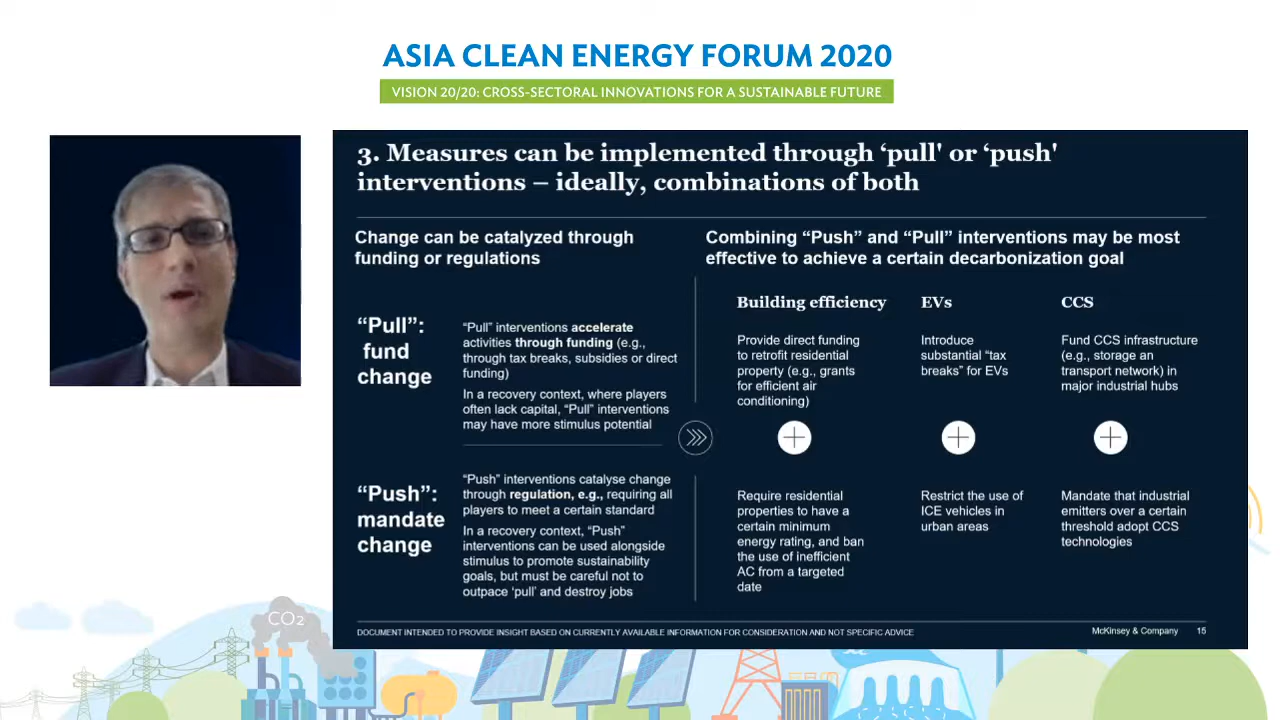 ASIA CLEAN ENERGY FORUM 2020
VISION 20/20: CROSS-SECTORAL INNOVATIONS FOR A SUSTAINABLE FUTURE
3. Measures can be implemented through ‘pull' or ‘push'
interventions – ideally, combinations of both
Change can be catalyzed through
funding or regulations
“Pull”:
fund
change
“Pull” interventions accelerate
activities through funding (e.g.,
through tax breaks, subsidies or direct
funding)
In a recovery context, where players
often lack capital, “Pull” interventions
may have more stimulus potential
“Push”:
mandate
change
“Push” interventions catalyse change
through regulation, e.g., requiring all
players to meet a certain standard
In a recovery context, “Push”
interventions can be used alongside
stimulus to promote sustainability
goals, but must be careful not to
outpace ‘pull’ and destroy jobs
Combining “Push” and “Pull” interventions may be most
effective to achieve a certain decarbonization goal
Building efficiency
Provide direct funding
to retrofit residential
property (e.g., grants
for efficient air
conditioning)
Require residential
properties to have a
certain minimum
energy rating, and ban
the use of inefficient
AC from a targeted
date
EVs
Introduce
substantial “tax
breaks” for EVs
Restrict the use of
ICE vehicles in
urban areas
CCS
Fund CCS infrastructure
(e.g., storage an
transport network) in
major industrial hubs
Mandate that industrial
emitters over a certain
threshold adopt CCS
technologies
DOCUMENT INTENDED TO PROVIDE INSIGHT BASED ON CURRENTLY AVAILABLE INFORMATION FOR CONSIDERATION AND NOT SPECIFIC ADVICE
McKinsey & Company 15
CO2